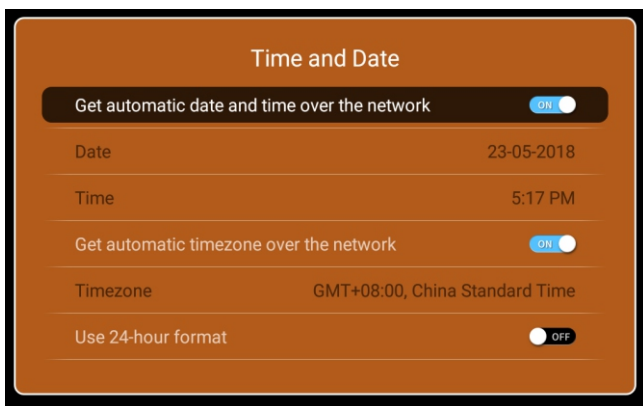 Time and Date
Get automatic date and time over the network ON
Date 23-05-2018
Time 5:17 PM
Get automatic timezone over the network ON
Timezone GMT+08:00, China Standard Time
Use 24-hour format OFF